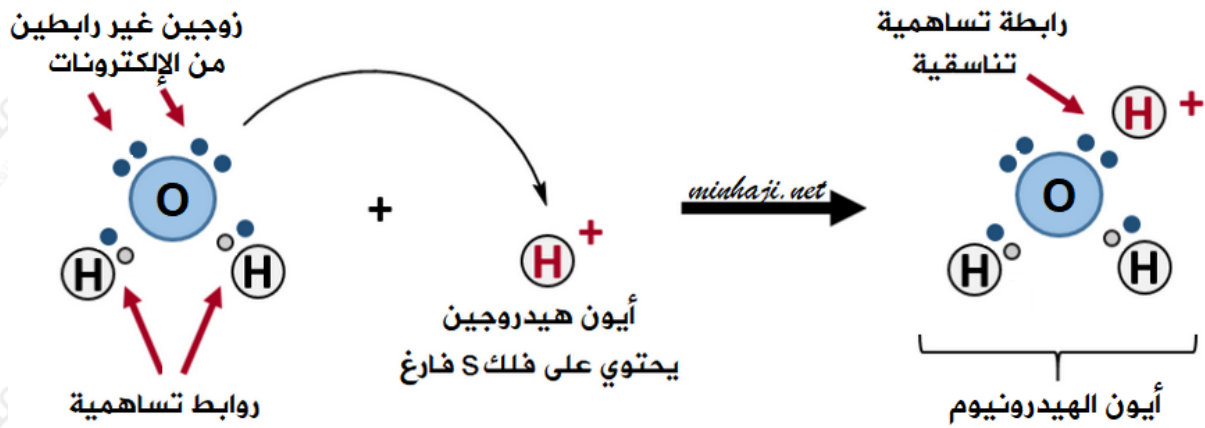 زوجين غير رابطين
من الإلكترونات
رابطة تساهمية
تناسقية
H +
O
H
H
+
H +
minhaji.net
O
H
H
أيون هيدروجين
يحتوي على فلك S فارغ
روابط تساهمية
أيون الهيدرونيوم